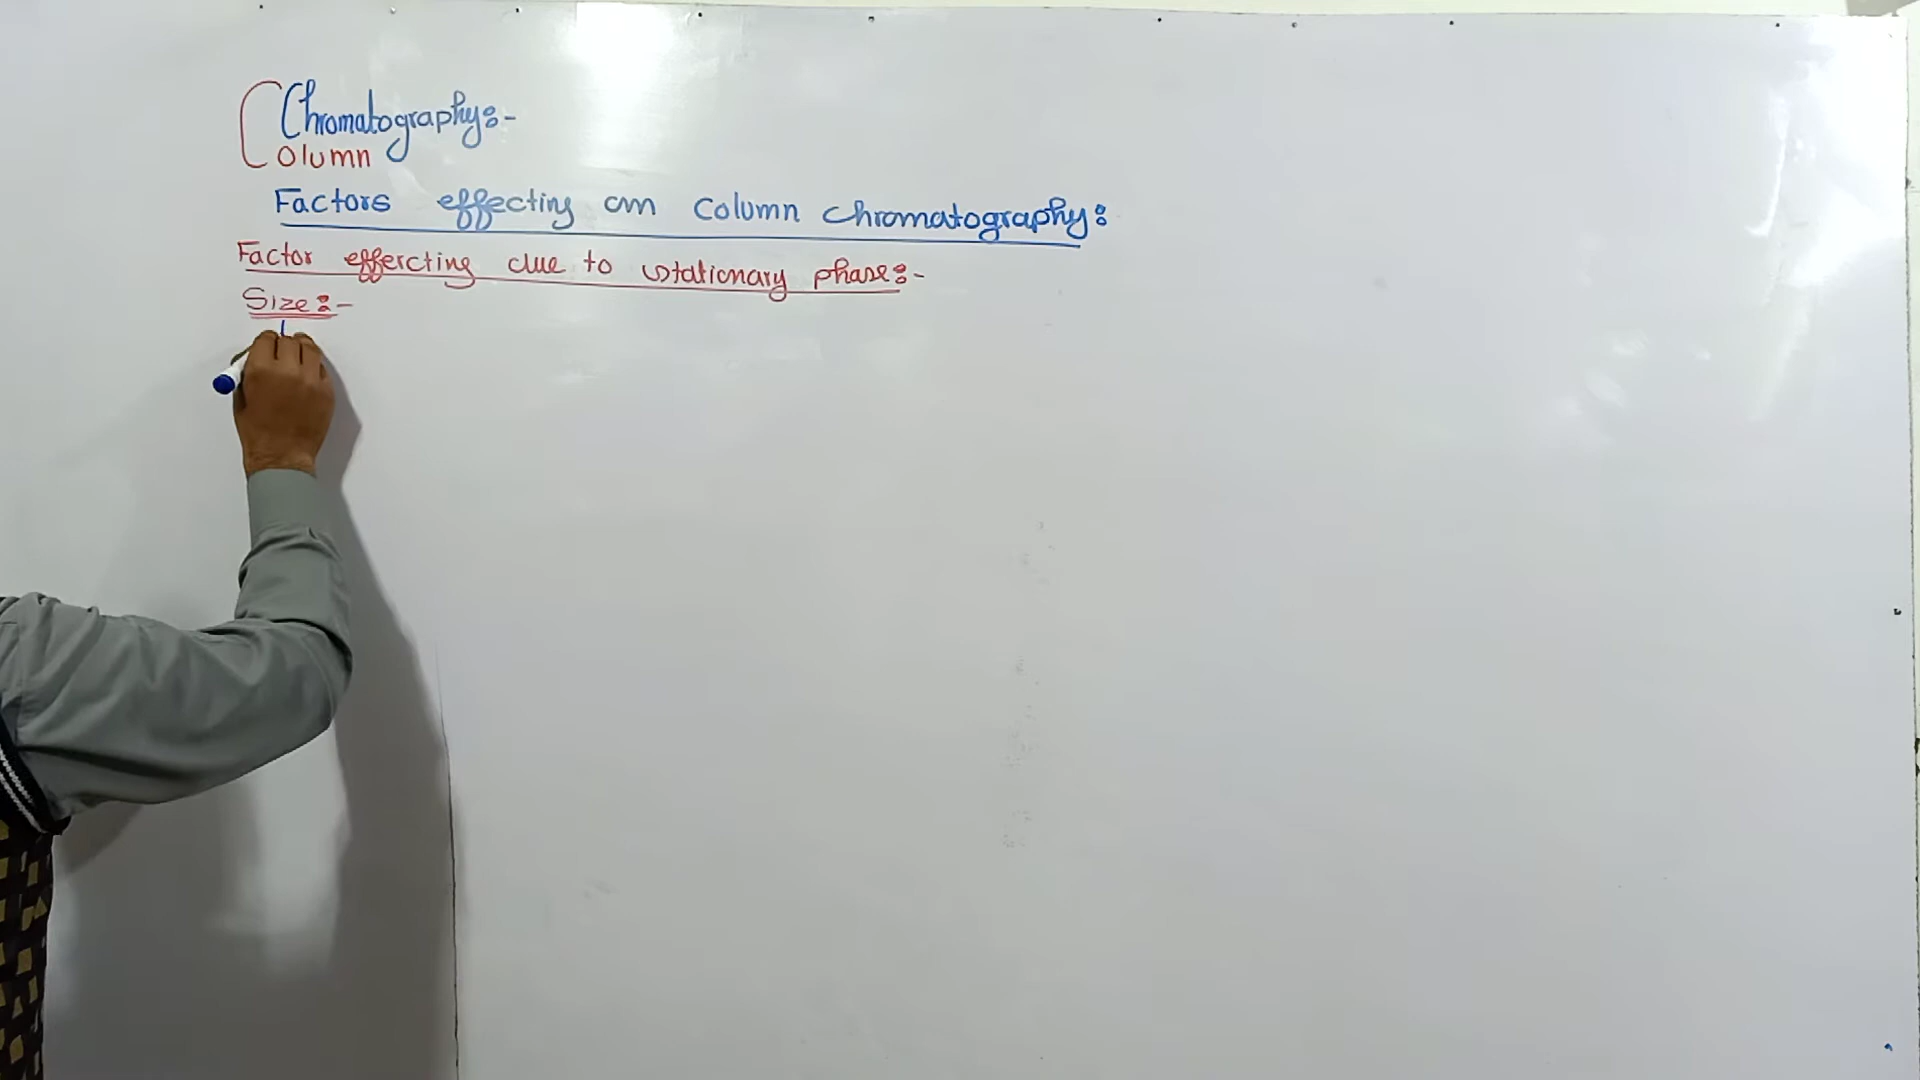 Chromatography:-
Column
Factors effecting on column chromatography:
Factor effercting due to stationary phase:-
Size:-